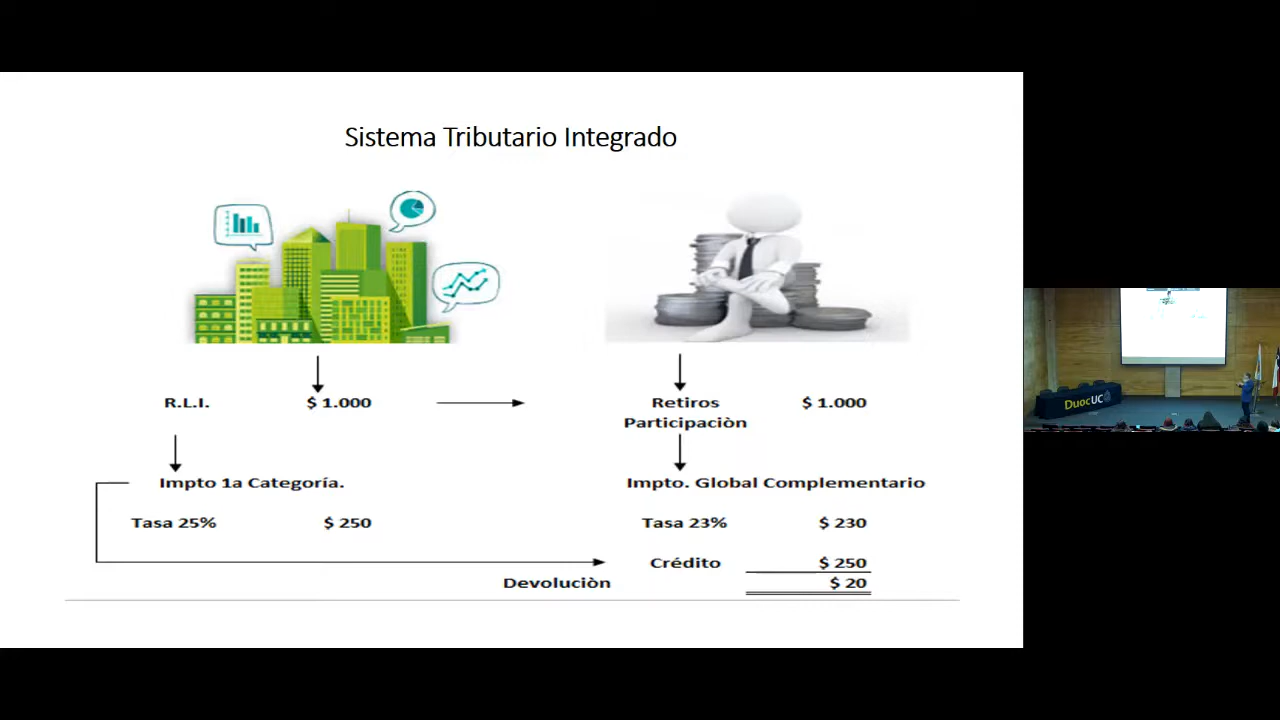 Sistema Tributario Integrado
R.L.I. $ 1.000
Retiros $ 1.000
Participaciòn
Impto 1a Categoría.
Impto. Global Complementario
Tasa 25% $ 250
Tasa 23% $ 230
Crédito $ 250
Devoluciòn $ 20
DuocUC